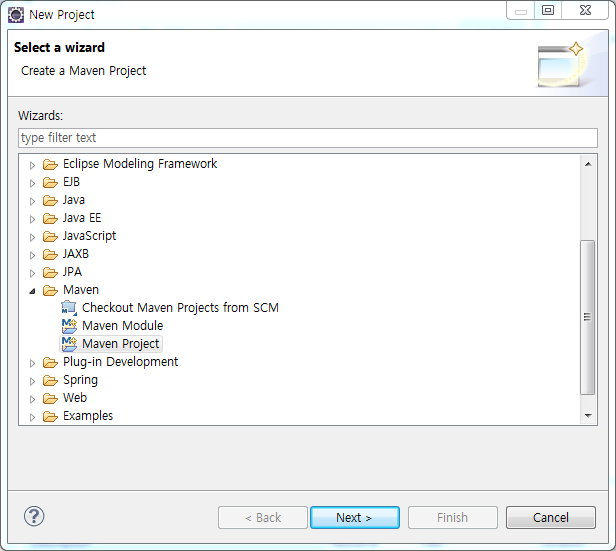 New Project
Select a wizard
Create a Maven Project
Wizards:
type filter text
Eclipse Modeling Framework
EJB
Java
Java EE
JavaScript
JAXB
JPA
Maven
Checkout Maven Projects from SCM
Maven Module
Maven Project
Plug-in Development
Spring
Web
Examples
?
< Back
Next >
Finish
Cancel